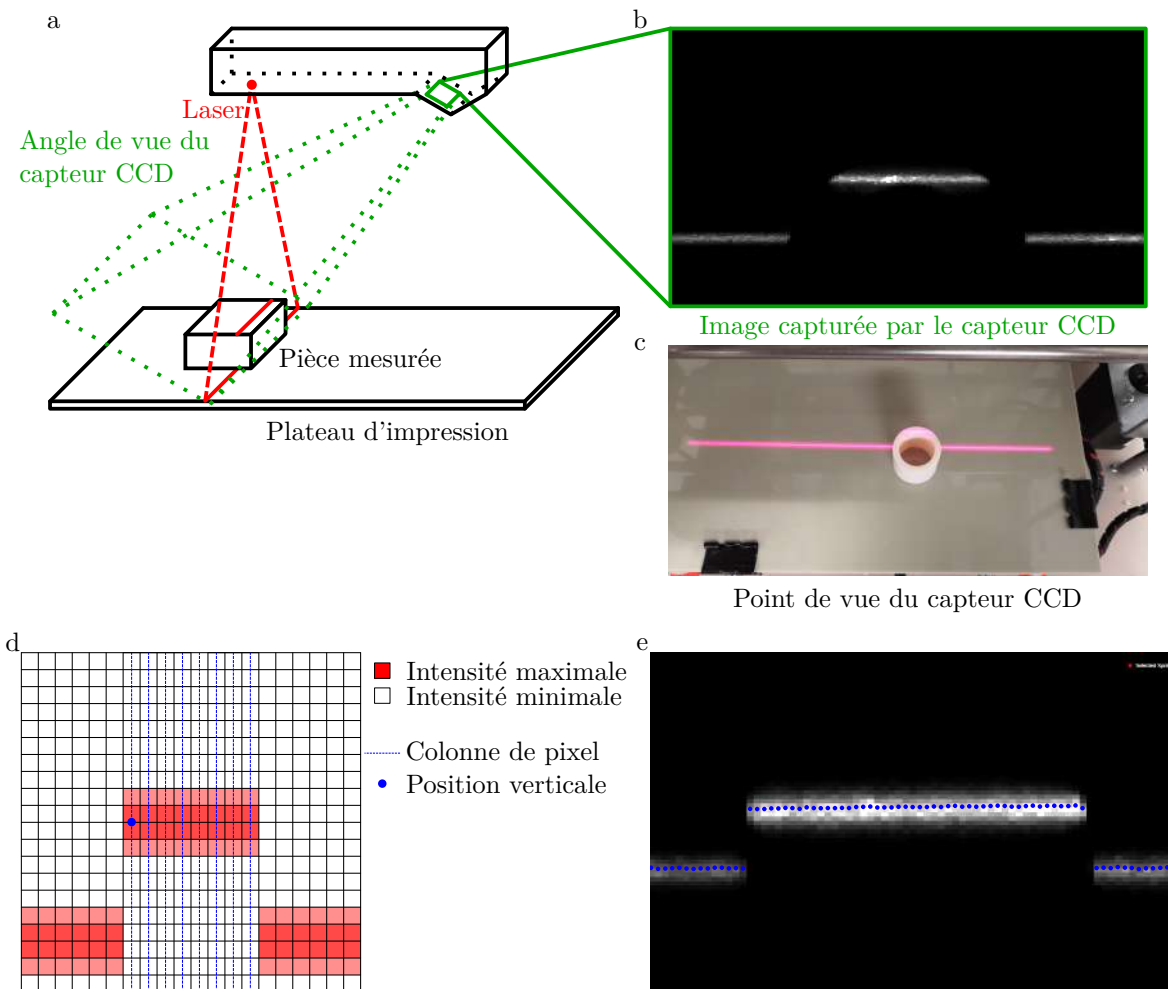 a
Laser
Angle de vue du
capteur CCD
Pièce mesurée
Plateau d'impression
b
Image capturée par le capteur CCD
c
Point de vue du capteur CCD
d
Intensité maximale
Intensité minimale
Colonne de pixel
Position verticale
e